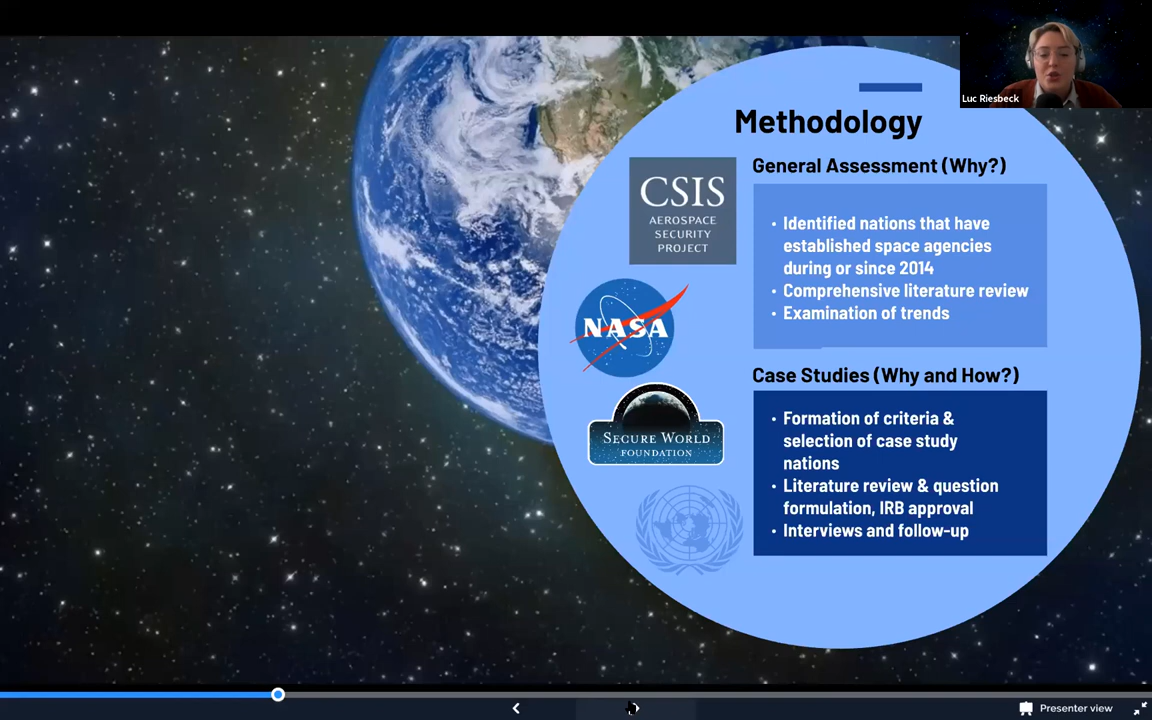 Luc Riesbeck
Methodology
General Assessment (Why?)
CSIS
AEROSPACE
SECURITY
PROJECT
• Identified nations that have
established space agencies
during or since 2014
• Comprehensive literature review
• Examination of trends
NASA
Case Studies (Why and How?)
SECURE WORLD
FOUNDATION
• Formation of criteria &
selection of case study
nations
• Literature review & question
formulation, IRB approval
• Interviews and follow-up
Presenter view